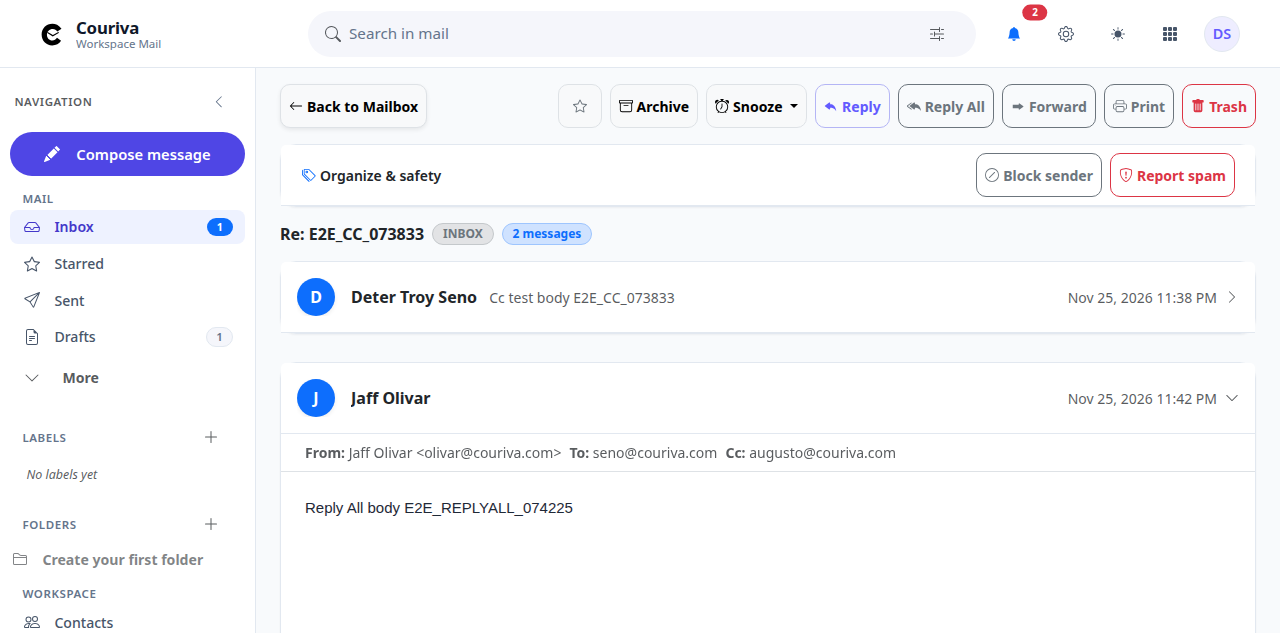 Couriva
Workspace Mail
Search in mail
2
DS
NAVIGATION
Compose message
MAIL
Inbox 1
Starred
Sent
Drafts 1
More
LABELS
No labels yet
FOLDERS
Create your first folder
WORKSPACE
Contacts
Back to Mailbox
Archive
Snooze
Reply
Reply All
Forward
Print
Trash
Organize & safety
Block sender
Report spam
Re: E2E_CC_073833 INBOX 2 messages
D Deter Troy Seno Cc test body E2E_CC_073833 Nov 25, 2026 11:38 PM
J Jaff Olivar Nov 25, 2026 11:42 PM
From: Jaff Olivar <olivar@couriva.com> To: seno@couriva.com Cc: augusto@couriva.com
Reply All body E2E_REPLYALL_074225